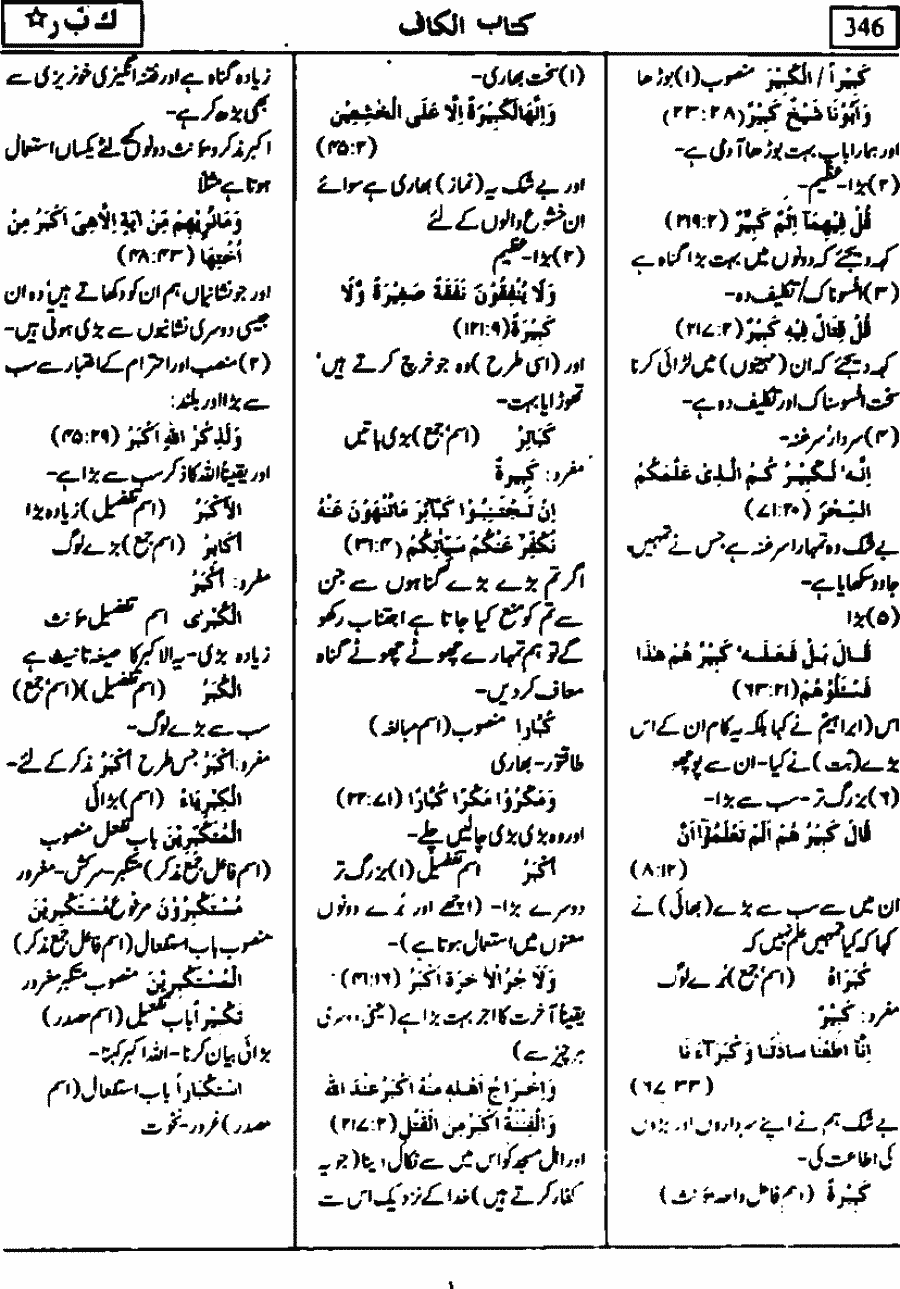 346
کتاب الکاف
ک ب ر ☆
کَبِیْراً / الْکَبِیْرَ منصوب (۱) بوڑھا
وَاَبُوْنَا شَیْخٌ کَبِیْرٌ (۲۸:۲۳)
اور ہمارا باپ بہت بوڑھا آدمی ہے-
(۲) بڑا- عظیم-
قُلْ فِیْهِمَآ اِثْمٌ کَبِیْرٌ (۲:۲۱۹)
کہہ دیجئے کہ دونوں میں بہت بڑا گناہ ہے
(۳) افسوناک/ تکلیف دہ-
قُلْ قِتَالٌ فِیْهِ کَبِیْرٌ (۲:۲۱۷)
کہہ دیجئے کہ ان (مہینوں) میں لڑائی کرنا
سخت افسوسناک اور تکلیف دہ ہے-
(۴) سردار/سرغنہ-
اِنَّهٗ لَکَبِیْرُ کُمُ الَّذِیْ عَلَّمَکُمُ
السِّحْرَ (۲۰:۷۱)
بے شک وہ تمہارا سرغنہ ہے جس نے تمہیں
جادو سکھایا ہے-
(۵) بڑا
قَالَ بَلْ فَعَلَهٗ کَبِیْرُ هُمْ هٰذَا
فَسْئَلُوْهُمْ (۲۱:۶۳)
اس (ابراہیم نے کہا بلکہ یہ کام ان کے اس
بڑے (بت) نے کیا- ان سے پوچھو
(۶) بزرگ تر- سب سے بڑا-
قَالَ کَبِیْرُ هُمْ اَلَمْ تَعْلَمُوْٓا اَنَّ
(۱۲:۸)
ان میں سے سب سے بڑے (بھائی) نے
کہا کہ کیا تمہیں علم نہیں کہ
کُبَرَاءُ (اسم جمع) بُرے لوگ
مفرد: کَبِیْرٌ
اِنَّا اَطَعْنَا سَادَتَنَا وَ کُبَرَآءَ نَا
(۳۳ ۶۷)
بے شک ہم نے اپنے سرداروں اور بڑوں
کی اطاعت کی-
کَبِیْرَةٌ (اسم فاعل واحد مؤنث)
(۱) سخت بھاری-
وَاِنَّهَا لَکَبِیْرَةٌ اِلَّا عَلَی الْخٰشِعِیْنَ
(۲:۴۵)
اور بے شک یہ (نماز) بھاری ہے سوائے
ان خشوع والوں کے لئے
(۲) بڑا- عظیم
وَلَا یُنْفِقُوْنَ نَفَقَةً صَغِیْرَةً وَّلَا
کَبِیْرَةً (۹:۱۲۱)
اور (اسی طرح) وہ جو خرچ کرتے ہیں'
تھوڑا یا بہت-
کَبَائِرُ (اسم جمع) بڑی باتیں
مفرد: کَبِیْرَةٌ
اِنْ تَجْتَنِبُوْا کَبَآئِرَ مَاتُنْهَوْنَ عَنْهُ
نُکَفِّرْ عَنْکُمْ سَیِّاٰتِکُمْ (۴:۳۱)
اگر تم بڑے بڑے گناہوں سے جن
سے تم کو منع کیا جاتا ہے اجتناب رکھو
گے تو ہم تمہارے چھوٹے چھوٹے گناہ
معاف کر دیں-
کُبَّارا منصوب (اسم مبالغہ)
طاقتور- بھاری
وَمَکَرُوْا مَکْرًا کُبَّارًا (۷۱:۲۲)
اور وہ بڑی بڑی چالیں چلے-
اَکْبَرُ اسم تفضیل (۱) بزرگ تر
دوسرے بڑا- (اچھے اور بُرے دونوں
معنوں میں استعمال ہوتا ہے)-
وَلَاَ جْرُ الْاٰ خِرَةِ اَکْبَرُ (۱۶:۴۱)
یقیناً آخرت کا اجر بہت بڑا ہے (یعنی دوسری
ہر چیز سے)
وَاِخْرَاجُ اَهْلِهٖ مِنْهُ اَکْبَرُ عِنْدَ اللهِ
وَالْفِتْنَةُ اَکْبَرُ مِنَ الْقَتْلِ (۲:۲۱۷)
اور اہل مسجد کو اس میں سے نکال دینا (جو یہ
کفار کرتے ہیں) خدا کے نزدیک اس سے
زیادہ گناہ ہے اور فتنہ انگیزی خونریزی سے
بھی بڑھ کر ہے-
اکبر مذکر و مؤنث دونوں کے لئے یکساں استعمال
ہوتا ہے مثلاً
وَمَا نُرِیْهِمْ مِّنْ اٰیَةٍ اِلَّاهِیَ اَکْبَرُ مِنْ
اُخْتِهَا (۴۳:۴۸)
اور جو نشانیاں ہم ان کو دکھاتے ہیں' وہ ان
جیسی دوسری نشانیوں سے بڑی ہوتی ہیں-
(۲) منصب اور احترام کے اعتبار سے سب
سے بڑا اور بلند:
وَلَذِکْرُ اللهِ اَکْبَرُ (۲۹:۴۵)
اور یقیناً اللہ کا ذکر سب سے بڑا ہے-
الْاَکْبَرُ (اسم تفضیل) زیادہ بڑا
اَکَابِرُ (اسم جمع) بڑے لوگ
مفرد: اَکْبَرُ
الْکُبْرٰی اسم تفضیل مؤنث
زیادہ بڑی- یہ الاکبر کا صیغہ تانیث ہے
الْکُبَرُ (اسم تفضیل) (اسم جمع)
سب سے بڑے لوگ-
مفرد: اَکْبَرُ جس طرح اَکْبَرُ مذکر کے لئے-
الْکِبْرِیَاءُ (اسم) بڑائی
الْمُتَکَبِّرِیْنَ باب تفعل منصوب
(اسم فاعل جمع مذکر) متکبر- سرکش- مغرور
مُسْتَکْبِرُوْنَ مرفوع مُسْتَکْبِرِیْنَ
منصوب باب استفعال (اسم فاعل جمع مذکر)
الْمُسْتَکْبِرِیْنَ منصوب متکبر مغرور
تَکْبِیْراً باب تفعیل (اسم مصدر)
بڑائی بیان کرنا- اللہ اکبر کہنا-
اسْتِکْبَاراً باب استفعال (اسم
مصدر) غرور- نخوت
۱